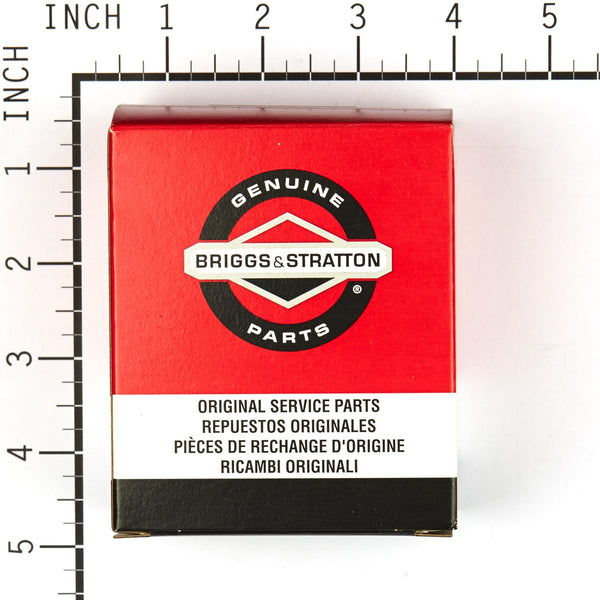 INCH 1 2 3 4 5
INCH
1
2
3
4
5
GENUINE
BRIGGS & STRATTON
®
PARTS
ORIGINAL SERVICE PARTS
REPUESTOS ORIGINALES
PIÈCES DE RECHANGE D'ORIGINE
RICAMBI ORIGINALI